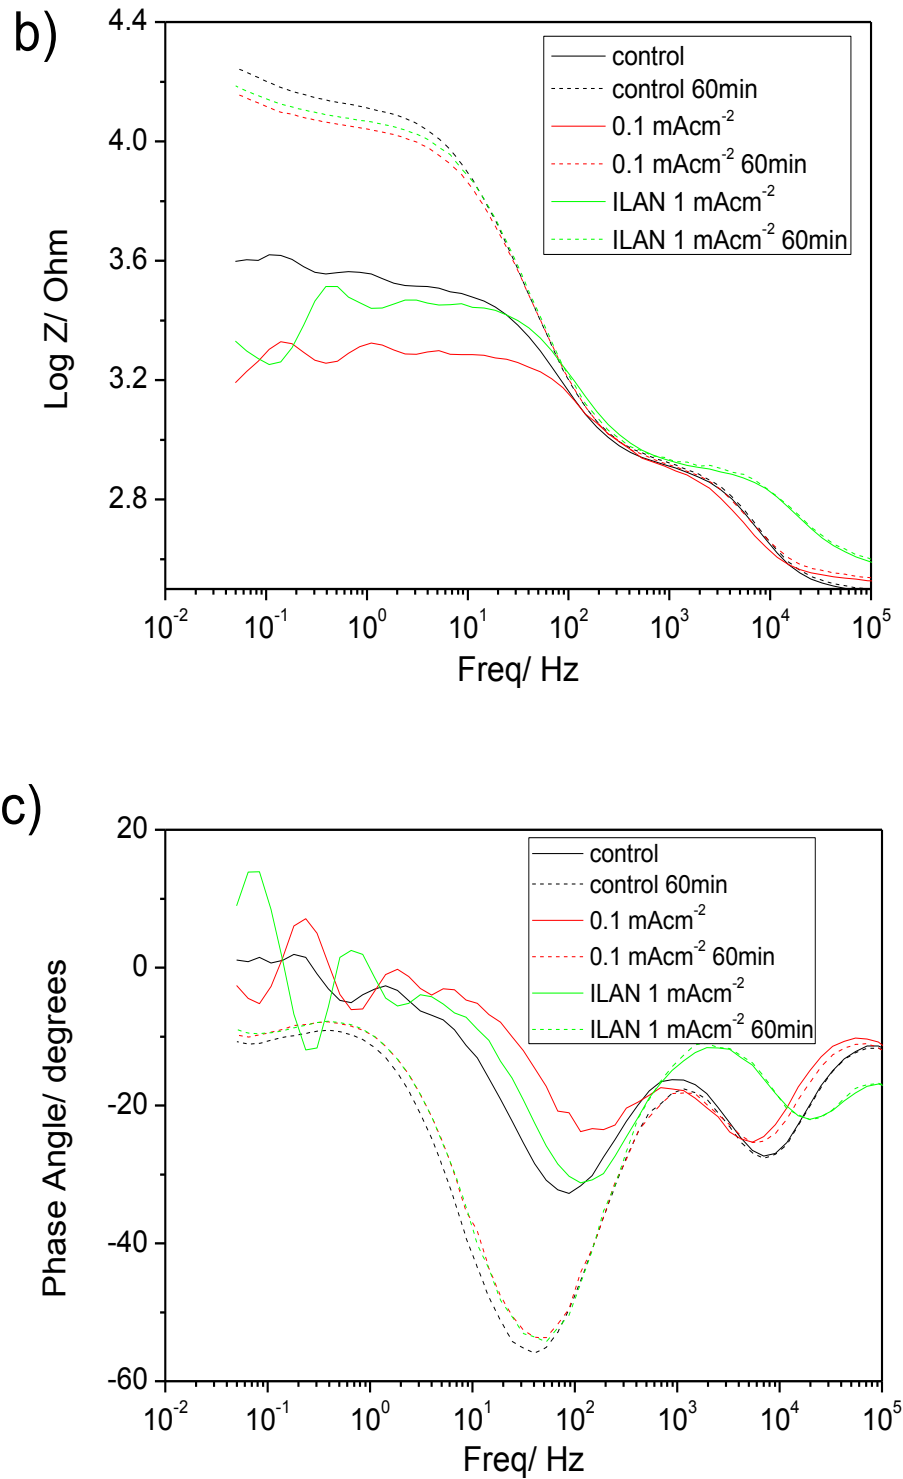 b)
4.4
4.0
3.6
3.2
2.8
Log Z/ Ohm
control
control 60min
0.1 mAcm⁻²
0.1 mAcm⁻² 60min
ILAN 1 mAcm⁻²
ILAN 1 mAcm⁻² 60min
10⁻² 10⁻¹ 10⁰ 10¹ 10² 10³ 10⁴ 10⁵
Freq/ Hz
c)
20
0
-20
-40
-60
Phase Angle/ degrees
control
control 60min
0.1 mAcm⁻²
0.1 mAcm⁻² 60min
ILAN 1 mAcm⁻²
ILAN 1 mAcm⁻² 60min
10⁻² 10⁻¹ 10⁰ 10¹ 10² 10³ 10⁴ 10⁵
Freq/ Hz